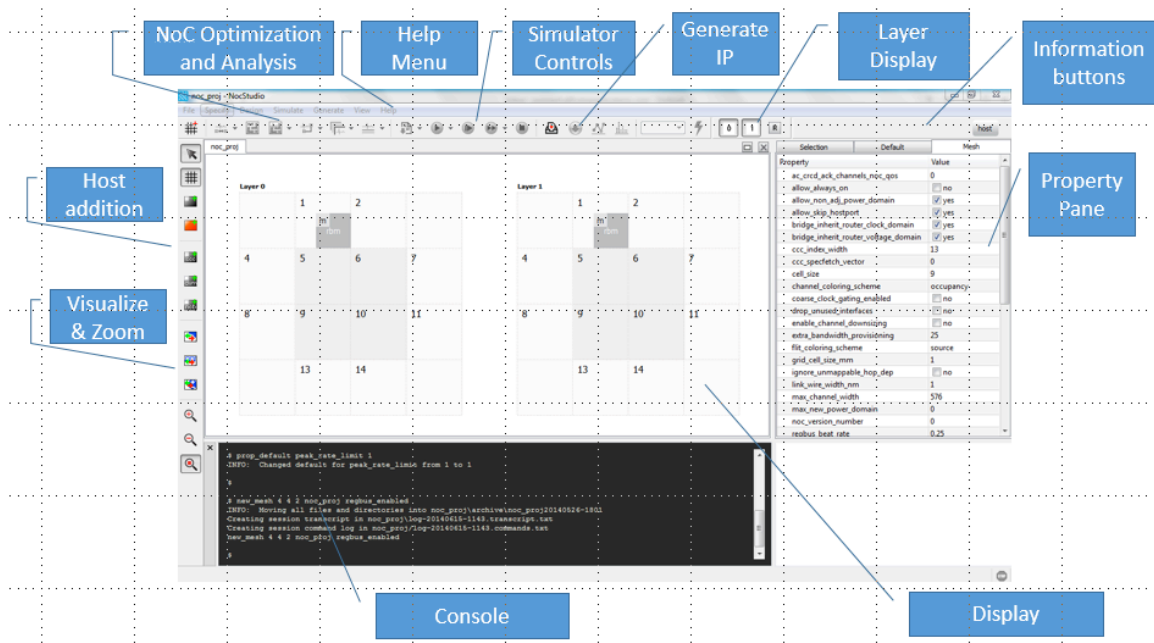 NoC Optimization
and Analysis
Help
Menu
Simulator
Controls
Generate
IP
Layer
Display
Information
buttons
noc_proj - NocStudio
File Specify Design Simulate Generate View Help
0 1 R
host
noc_proj
Selection Default Mesh
Host
addition
Visualize
& Zoom
Layer 0
1 2
m
rbm
4 5 6 7
8 9 10 11
13 14
Layer 1
1 2
m
rbm
4 5 6 7
8 9 10 11
13 14
Property Value
ac_crcd_ack_channels_noc_qos 0
allow_always_on no
allow_non_adj_power_domain yes
allow_skip_hostport yes
bridge_inherit_router_clock_domain yes
bridge_inherit_router_voltage_domain yes
ccc_index_width 13
ccc_specfetch_vector 0
cell_size 9
channel_coloring_scheme occupancy
coarse_clock_gating_enabled no
drop_unused_interfaces no
enable_channel_downsizing no
extra_bandwidth_provisioning 25
flit_coloring_scheme source
grid_cell_size_mm 1
ignore_unmappable_hop_dep no
link_wire_width_nm 1
max_channel_width 576
max_new_power_domain 0
noc_version_number 0
regbus_beat_rate 0.25
Property
Pane
$ prop_default peak_rate_limit 1
INFO: Changed default for peak_rate_limit from 1 to 1
$
$ new_mesh 4 4 2 noc_proj regbus_enabled
INFO: Moving all files and directories into noc_proj\archive\noc_proj20140526-1801
Creating session transcript in noc_proj\log-20140615-1143.transcript.txt
Creating session command log in noc_proj/log-20140615-1143.commands.txt
new_mesh 4 4 2 noc_proj regbus_enabled
$
Console
Display